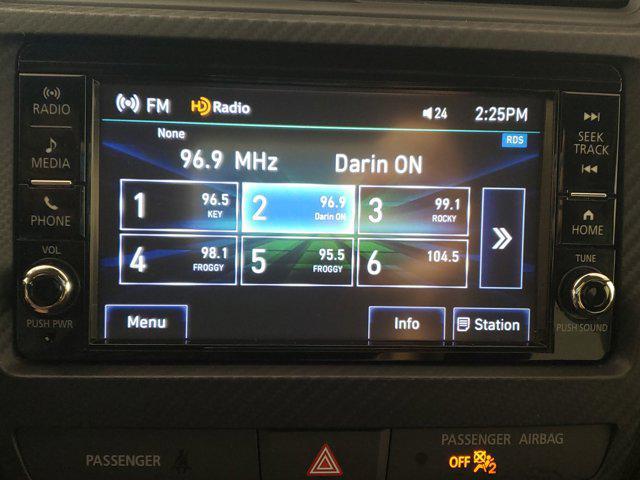 FM HD Radio 24 2:25PM
None RDS
96.9 MHz Darin ON
1 96.5 KEY 2 96.9 Darin ON 3 99.1 ROCKY
4 98.1 FROGGY 5 95.5 FROGGY 6 104.5
Menu Info Station
RADIO
MEDIA
PHONE
VOL
PUSH PWR
SEEK
TRACK
HOME
TUNE
PUSH SOUND
PASSENGER
PASSENGER AIRBAG
OFF 2